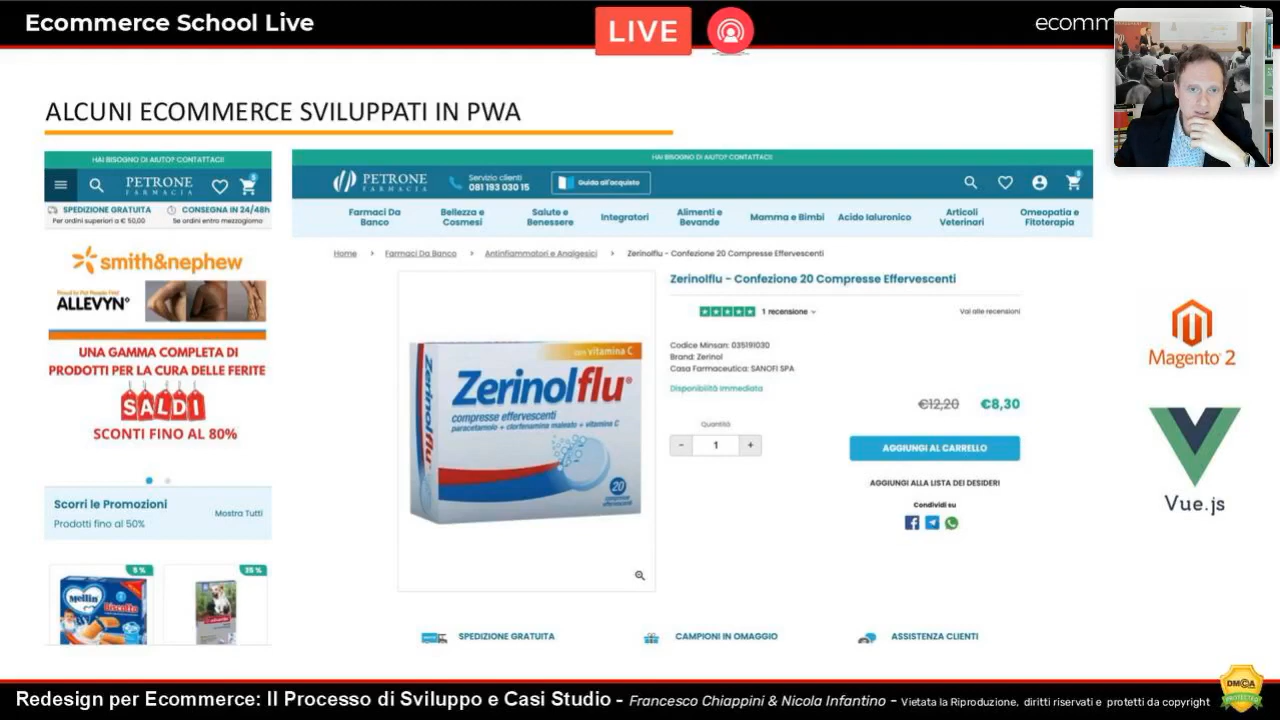 Ecommerce School Live
LIVE
ecomm
ALCUNI ECOMMERCE SVILUPPATI IN PWA
HAI BISOGNO DI AIUTO? CONTATTACI!
PETRONE
FARMACIA
SPEDIZIONE GRATUITA
Per ordini superiori a € 50,00
CONSEGNA IN 24/48h
Se ordini entro mezzogiorno
smith&nephew
ALLEVYN
UNA GAMMA COMPLETA DI
PRODOTTI PER LA CURA DELLE FERITE
SALDI
SCONTI FINO AL 80%
Scorri le Promozioni
Prodotti fino al 50%
Mostra Tutti
5 %
25 %
Mellin
Biscotto
HAI BISOGNO DI AIUTO? CONTATTACI!
PETRONE
FARMACIA
Servizio clienti
081 193 030 15
Guida all'acquisto
Farmaci Da Banco
Bellezza e Cosmesi
Salute e Benessere
Integratori
Alimenti e Bevande
Mamma e Bimbi
Acido Ialuronico
Articoli Veterinari
Omeopatia e Fitoterapia
Home > Farmaci Da Banco > Antinfiammatori e Analgesici > Zerinolflu - Confezione 20 Compresse Effervescenti
con vitamina C
Zerinolflu®
Zerinolflu
compresse effervescenti
paracetamolo + clorfenamina maleato + vitamina C
20
compresse
effervescenti
Zerinolflu - Confezione 20 Compresse Effervescenti
1 recensione
Vai alle recensioni
Codice Minsan: 035191030
Brand: Zerinol
Casa Farmaceutica: SANOFI SPA
Disponibilità immediata
€12,20 €8,30
Quantità
- 1 +
AGGIUNGI AL CARRELLO
AGGIUNGI ALLA LISTA DEI DESIDERI
Condividi su
SPEDIZIONE GRATUITA
CAMPIONI IN OMAGGIO
ASSISTENZA CLIENTI
Magento 2
Vue.js
Redesign per Ecommerce: Il Processo di Sviluppo e Casi Studio - Francesco Chiappini & Nicola Infantino - Vietata la Riproduzione, diritti riservati e protetti da copyright
DMCA
PROTECTED